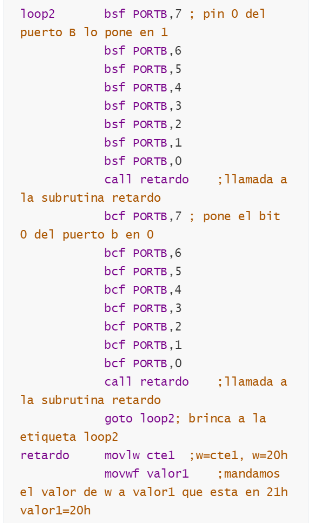 loop2       bsf PORTB,7 ; pin 0 del
puerto B lo pone en 1
            bsf PORTB,6
            bsf PORTB,5
            bsf PORTB,4
            bsf PORTB,3
            bsf PORTB,2
            bsf PORTB,1
            bsf PORTB,0
            call retardo    ;llamada a
la subrutina retardo
            bcf PORTB,7 ; pone el bit
0 del puerto b en 0
            bcf PORTB,6
            bcf PORTB,5
            bcf PORTB,4
            bcf PORTB,3
            bcf PORTB,2
            bcf PORTB,1
            bcf PORTB,0
            call retardo    ;llamada a
la subrutina retardo
            goto loop2; brinca a la
etiqueta loop2
retardo     movlw cte1  ;w=cte1, w=20h
            movwf valor1    ;mandamos
el valor de w a valor1 que esta en 21h
valor1=20h